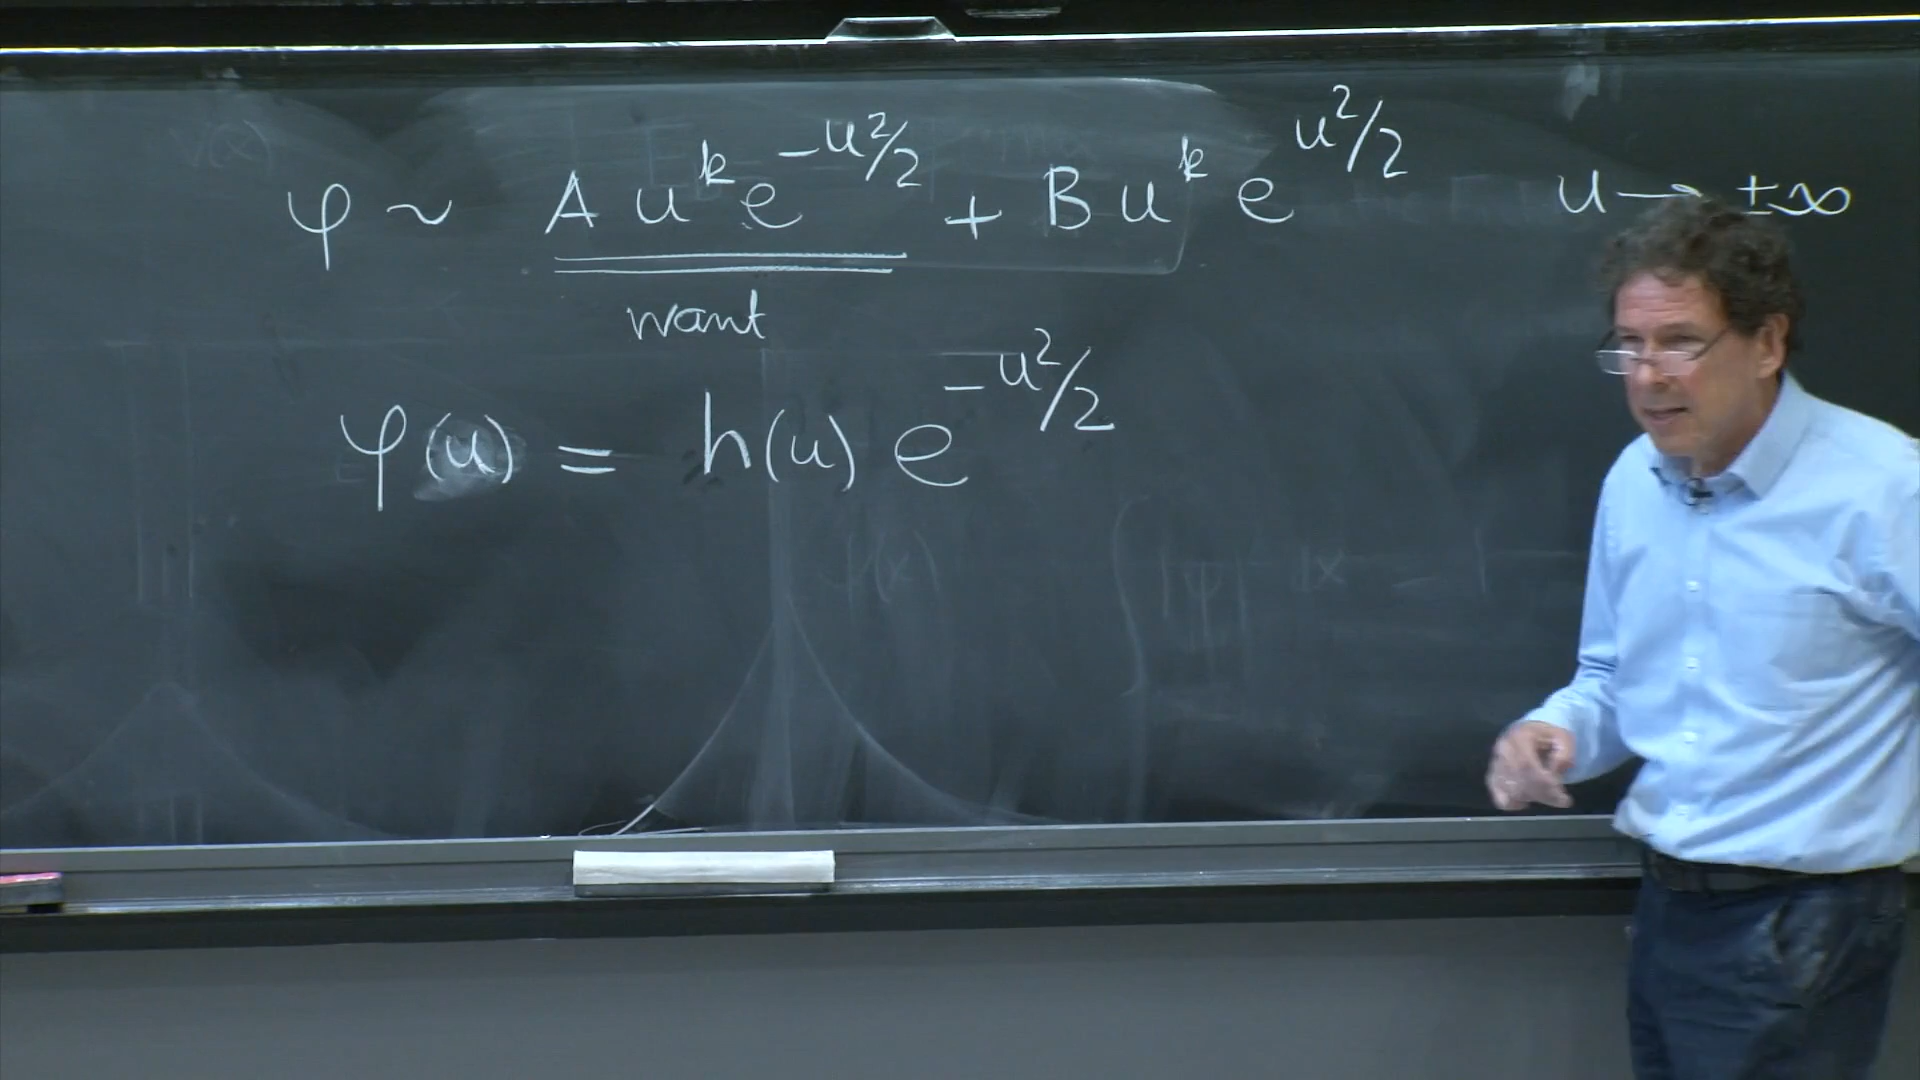 φ ~ A u^k e^{-u²/2} + B u^k e^{u²/2} u → ±∞
want
φ(u) = h(u) e^{-u²/2}